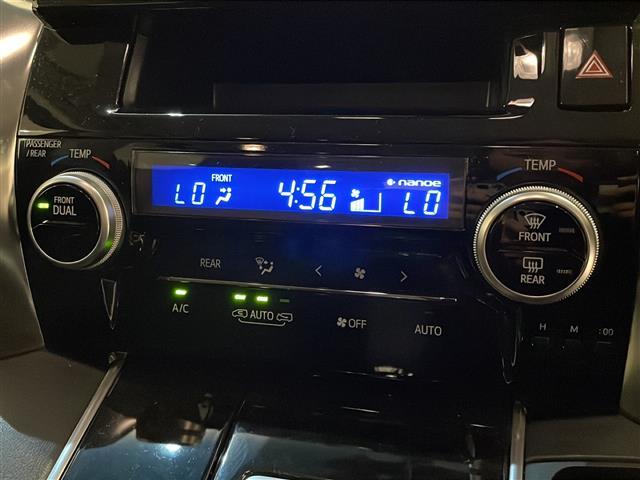 PASSENGER
/ REAR
TEMP
FRONT
DUAL
FRONT
LO 4:56 LO
nanoe
TEMP
FRONT
REAR
REAR
A/C
AUTO
OFF
AUTO
H M :00